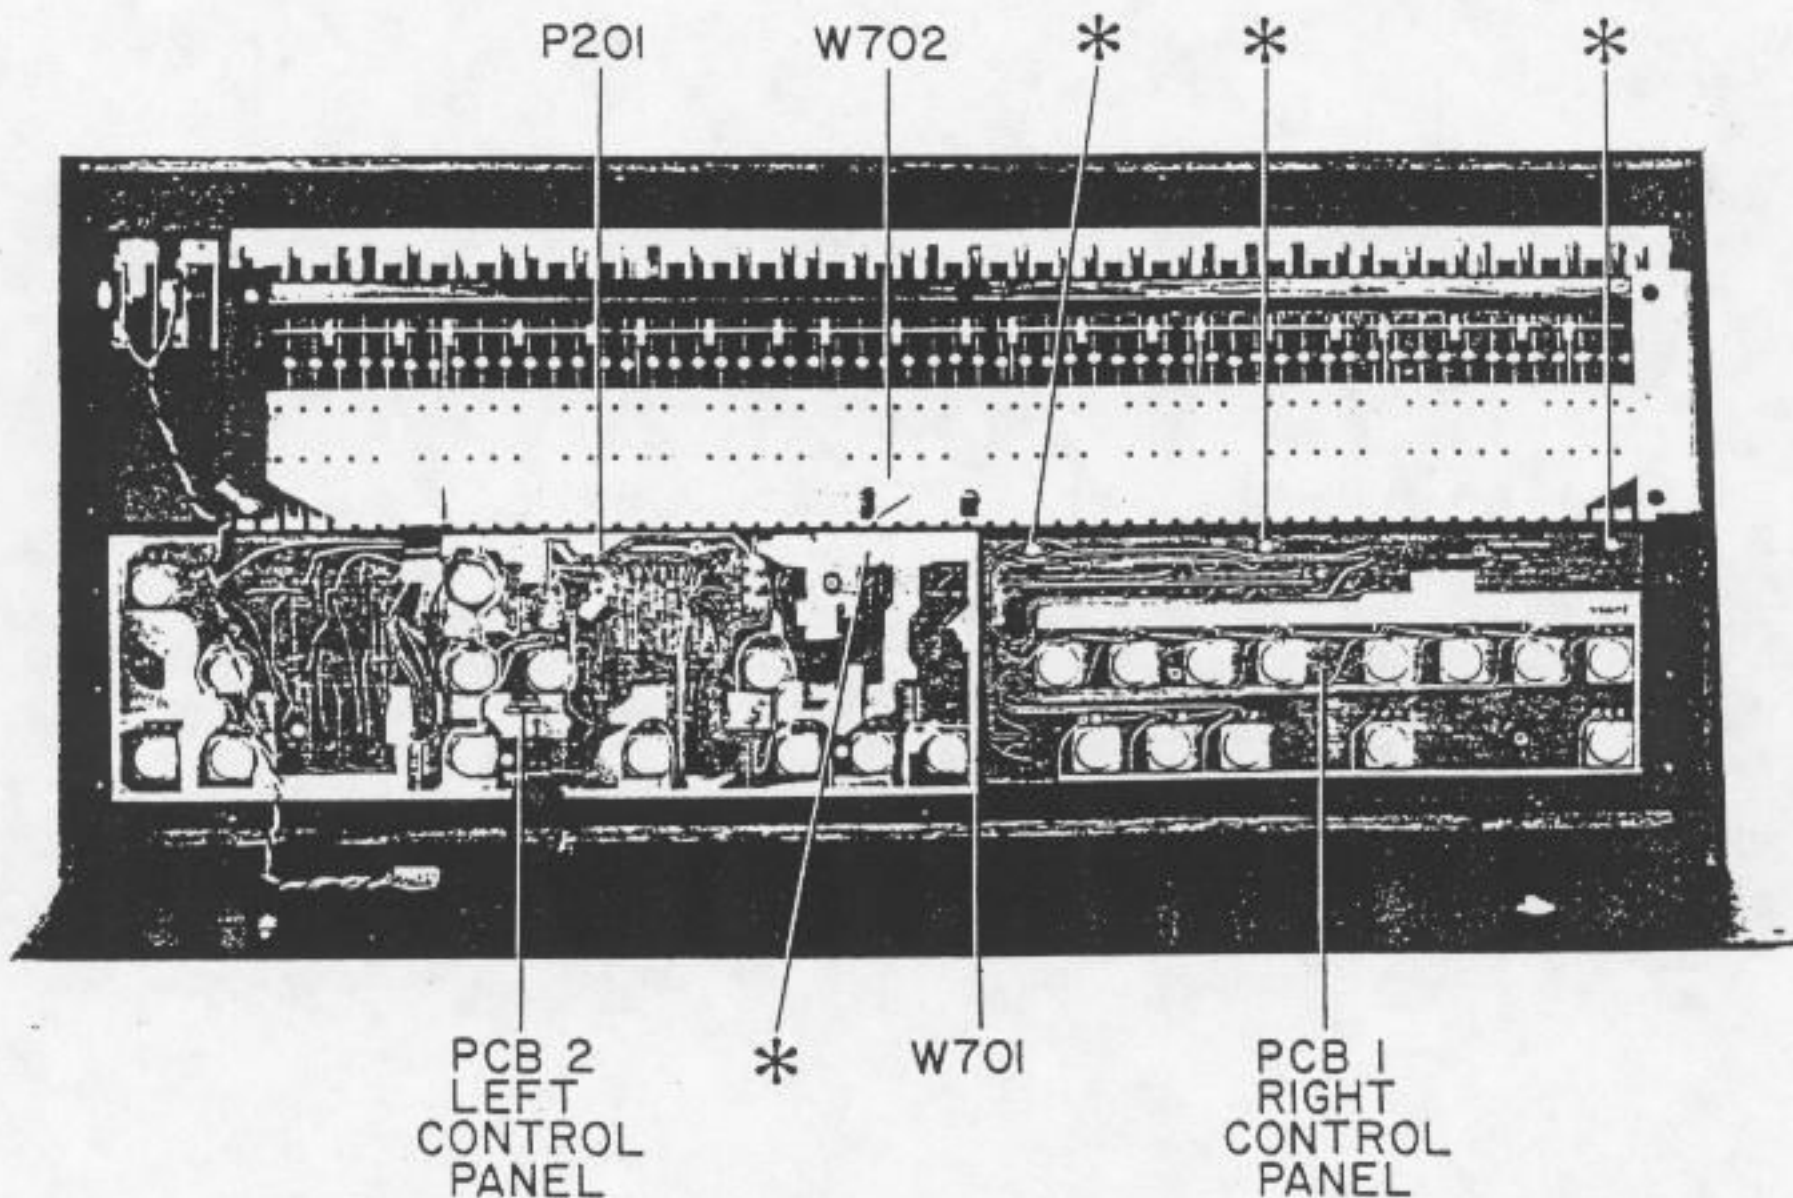 P201 W702 * * *
PCB 2
LEFT
CONTROL
PANEL
* W701
PCB 1
RIGHT
CONTROL
PANEL